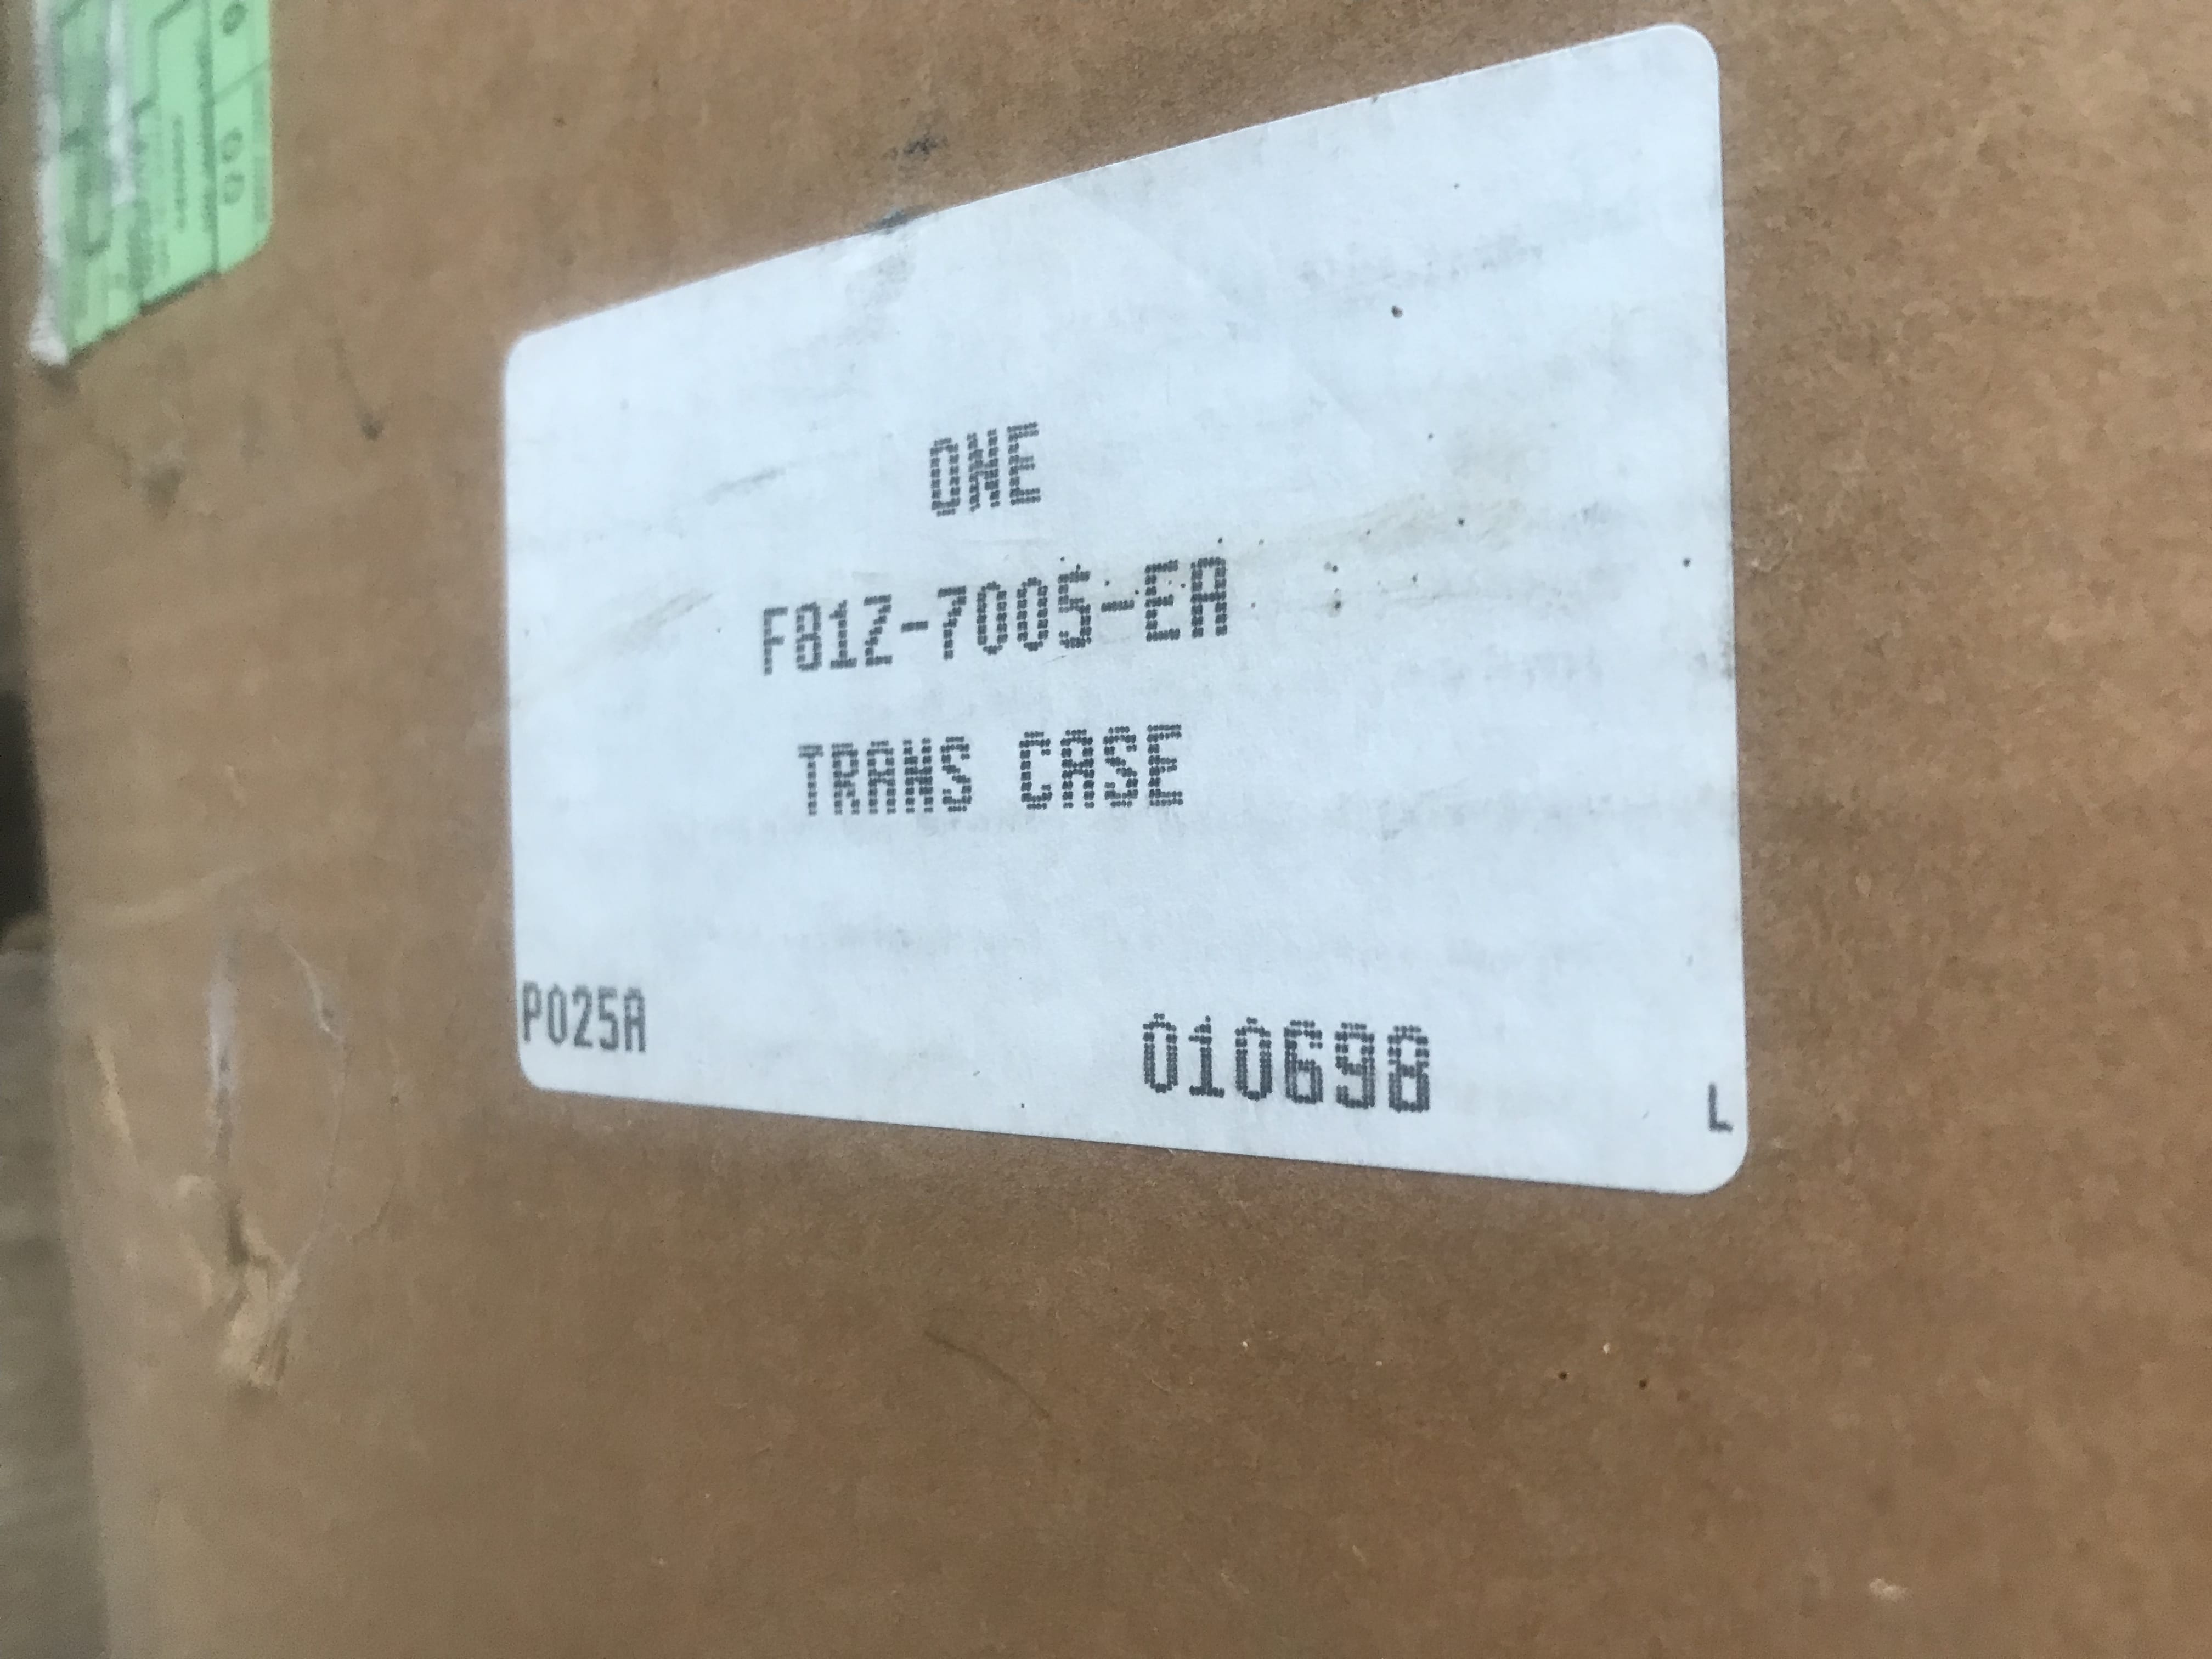 ONE
F81Z-7005-EA
TRANS CASE
P025A
010698
L